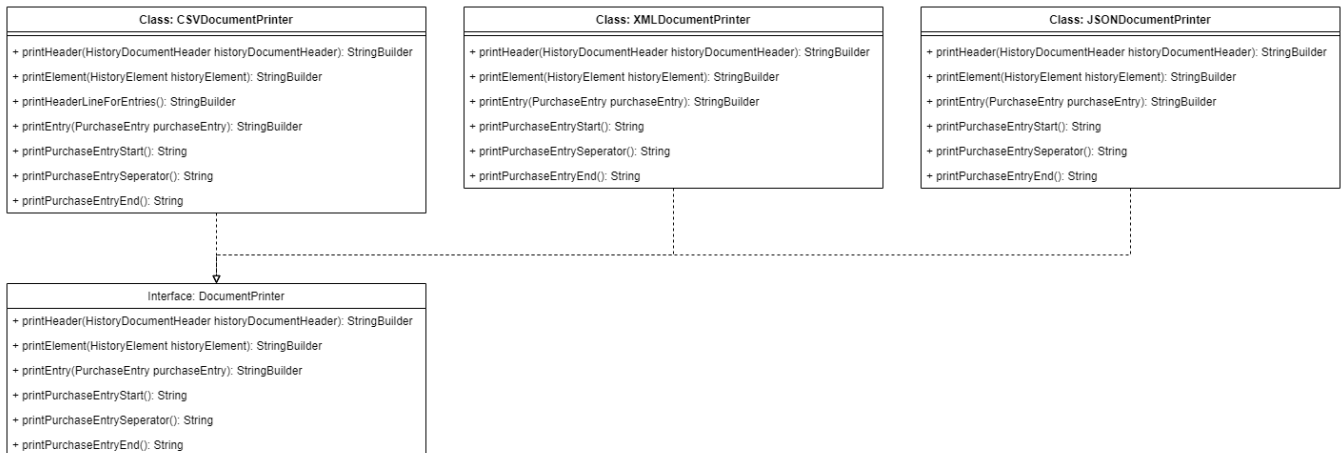 Class: CSVDocumentPrinter
+ printHeader(HistoryDocumentHeader historyDocumentHeader): StringBuilder
+ printElement(HistoryElement historyElement): StringBuilder
+ printHeaderLineForEntries(): StringBuilder
+ printEntry(PurchaseEntry purchaseEntry): StringBuilder
+ printPurchaseEntryStart(): String
+ printPurchaseEntrySeperator(): String
+ printPurchaseEntryEnd(): String
Class: XMLDocumentPrinter
+ printHeader(HistoryDocumentHeader historyDocumentHeader): StringBuilder
+ printElement(HistoryElement historyElement): StringBuilder
+ printEntry(PurchaseEntry purchaseEntry): StringBuilder
+ printPurchaseEntryStart(): String
+ printPurchaseEntrySeperator(): String
+ printPurchaseEntryEnd(): String
Class: JSONDocumentPrinter
+ printHeader(HistoryDocumentHeader historyDocumentHeader): StringBuilder
+ printElement(HistoryElement historyElement): StringBuilder
+ printEntry(PurchaseEntry purchaseEntry): StringBuilder
+ printPurchaseEntryStart(): String
+ printPurchaseEntrySeperator(): String
+ printPurchaseEntryEnd(): String
Interface: DocumentPrinter
+ printHeader(HistoryDocumentHeader historyDocumentHeader): StringBuilder
+ printElement(HistoryElement historyElement): StringBuilder
+ printEntry(PurchaseEntry purchaseEntry): StringBuilder
+ printPurchaseEntryStart(): String
+ printPurchaseEntrySeperator(): String
+ printPurchaseEntryEnd(): String